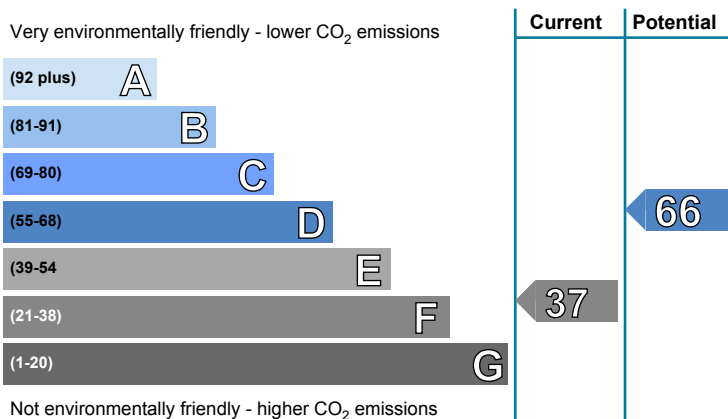 Very environmentally friendly - lower CO₂ emissions
Current
Potential
(92 plus) A
(81-91) B
(69-80) C
(55-68) D
66
(39-54 E
(21-38) F
37
(1-20) G
Not environmentally friendly - higher CO₂ emissions